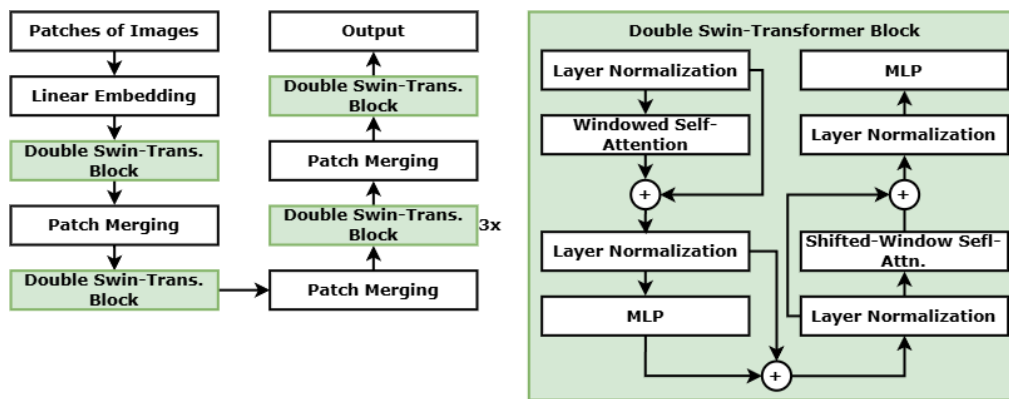 Patches of Images
Linear Embedding
Double Swin-Trans.
Block
Patch Merging
Double Swin-Trans.
Block
Output
Double Swin-Trans.
Block
Patch Merging
Double Swin-Trans.
Block
3x
Patch Merging
Double Swin-Transformer Block
Layer Normalization
Windowed Self-
Attention
+
Layer Normalization
MLP
+
MLP
Layer Normalization
+
Shifted-Window Sefl-
Attn.
Layer Normalization